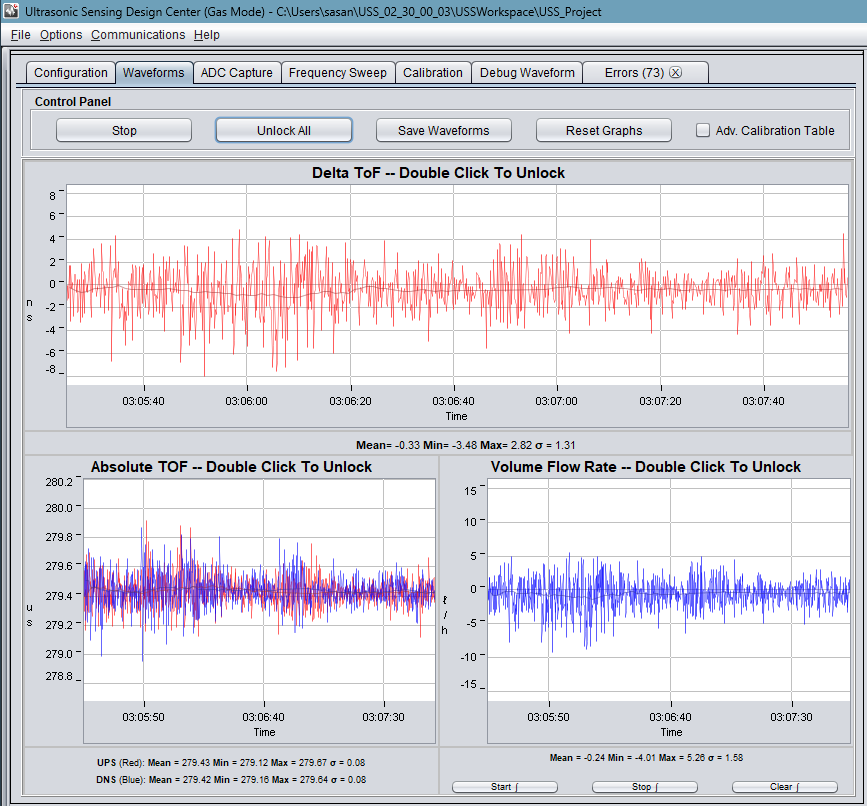 Ultrasonic Sensing Design Center (Gas Mode) - C:\Users\sasan\USS_02_30_00_03\USSWorkspace\USS_Project
File Options Communications Help
Configuration Waveforms ADC Capture Frequency Sweep Calibration Debug Waveform Errors (73)
Control Panel
Stop Unlock All Save Waveforms Reset Graphs Adv. Calibration Table
Delta ToF -- Double Click To Unlock
8
6
4
2
0
-2
-4
-6
-8
n
s
03:05:40 03:06:00 03:06:20 03:06:40 03:07:00 03:07:20 03:07:40
Time
Mean= -0.33 Min= -3.48 Max= 2.82 σ = 1.31
Absolute TOF -- Double Click To Unlock
280.2
280.0
279.8
279.6
279.4
279.2
279.0
278.8
u
s
03:05:50 03:06:40 03:07:30
Time
UPS (Red): Mean = 279.43 Min = 279.12 Max = 279.67 σ = 0.08
DNS (Blue): Mean = 279.42 Min = 279.16 Max = 279.64 σ = 0.08
Volume Flow Rate -- Double Click To Unlock
15
10
5
0
-5
-10
-15
ℓ
/
h
03:05:50 03:06:40 03:07:30
Time
Mean = -0.24 Min = -4.01 Max = 5.26 σ = 1.58
Start ∫ Stop ∫ Clear ∫